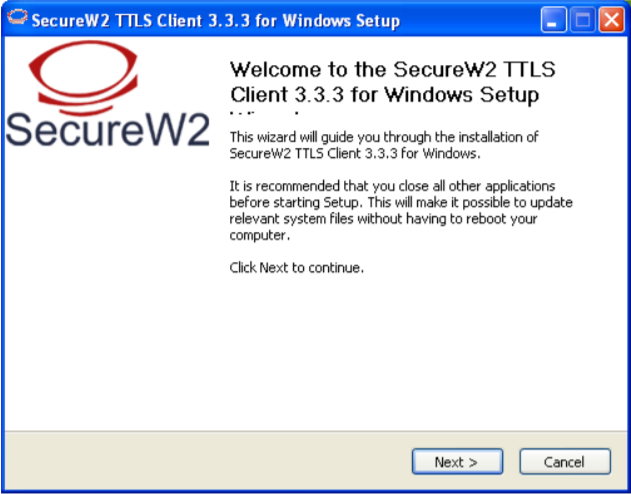 SecureW2 TTLS Client 3.3.3 for Windows Setup
SecureW2
Welcome to the SecureW2 TTLS
Client 3.3.3 for Windows Setup
This wizard will guide you through the installation of
SecureW2 TTLS Client 3.3.3 for Windows.
It is recommended that you close all other applications
before starting Setup. This will make it possible to update
relevant system files without having to reboot your
computer.
Click Next to continue.
Next >
Cancel